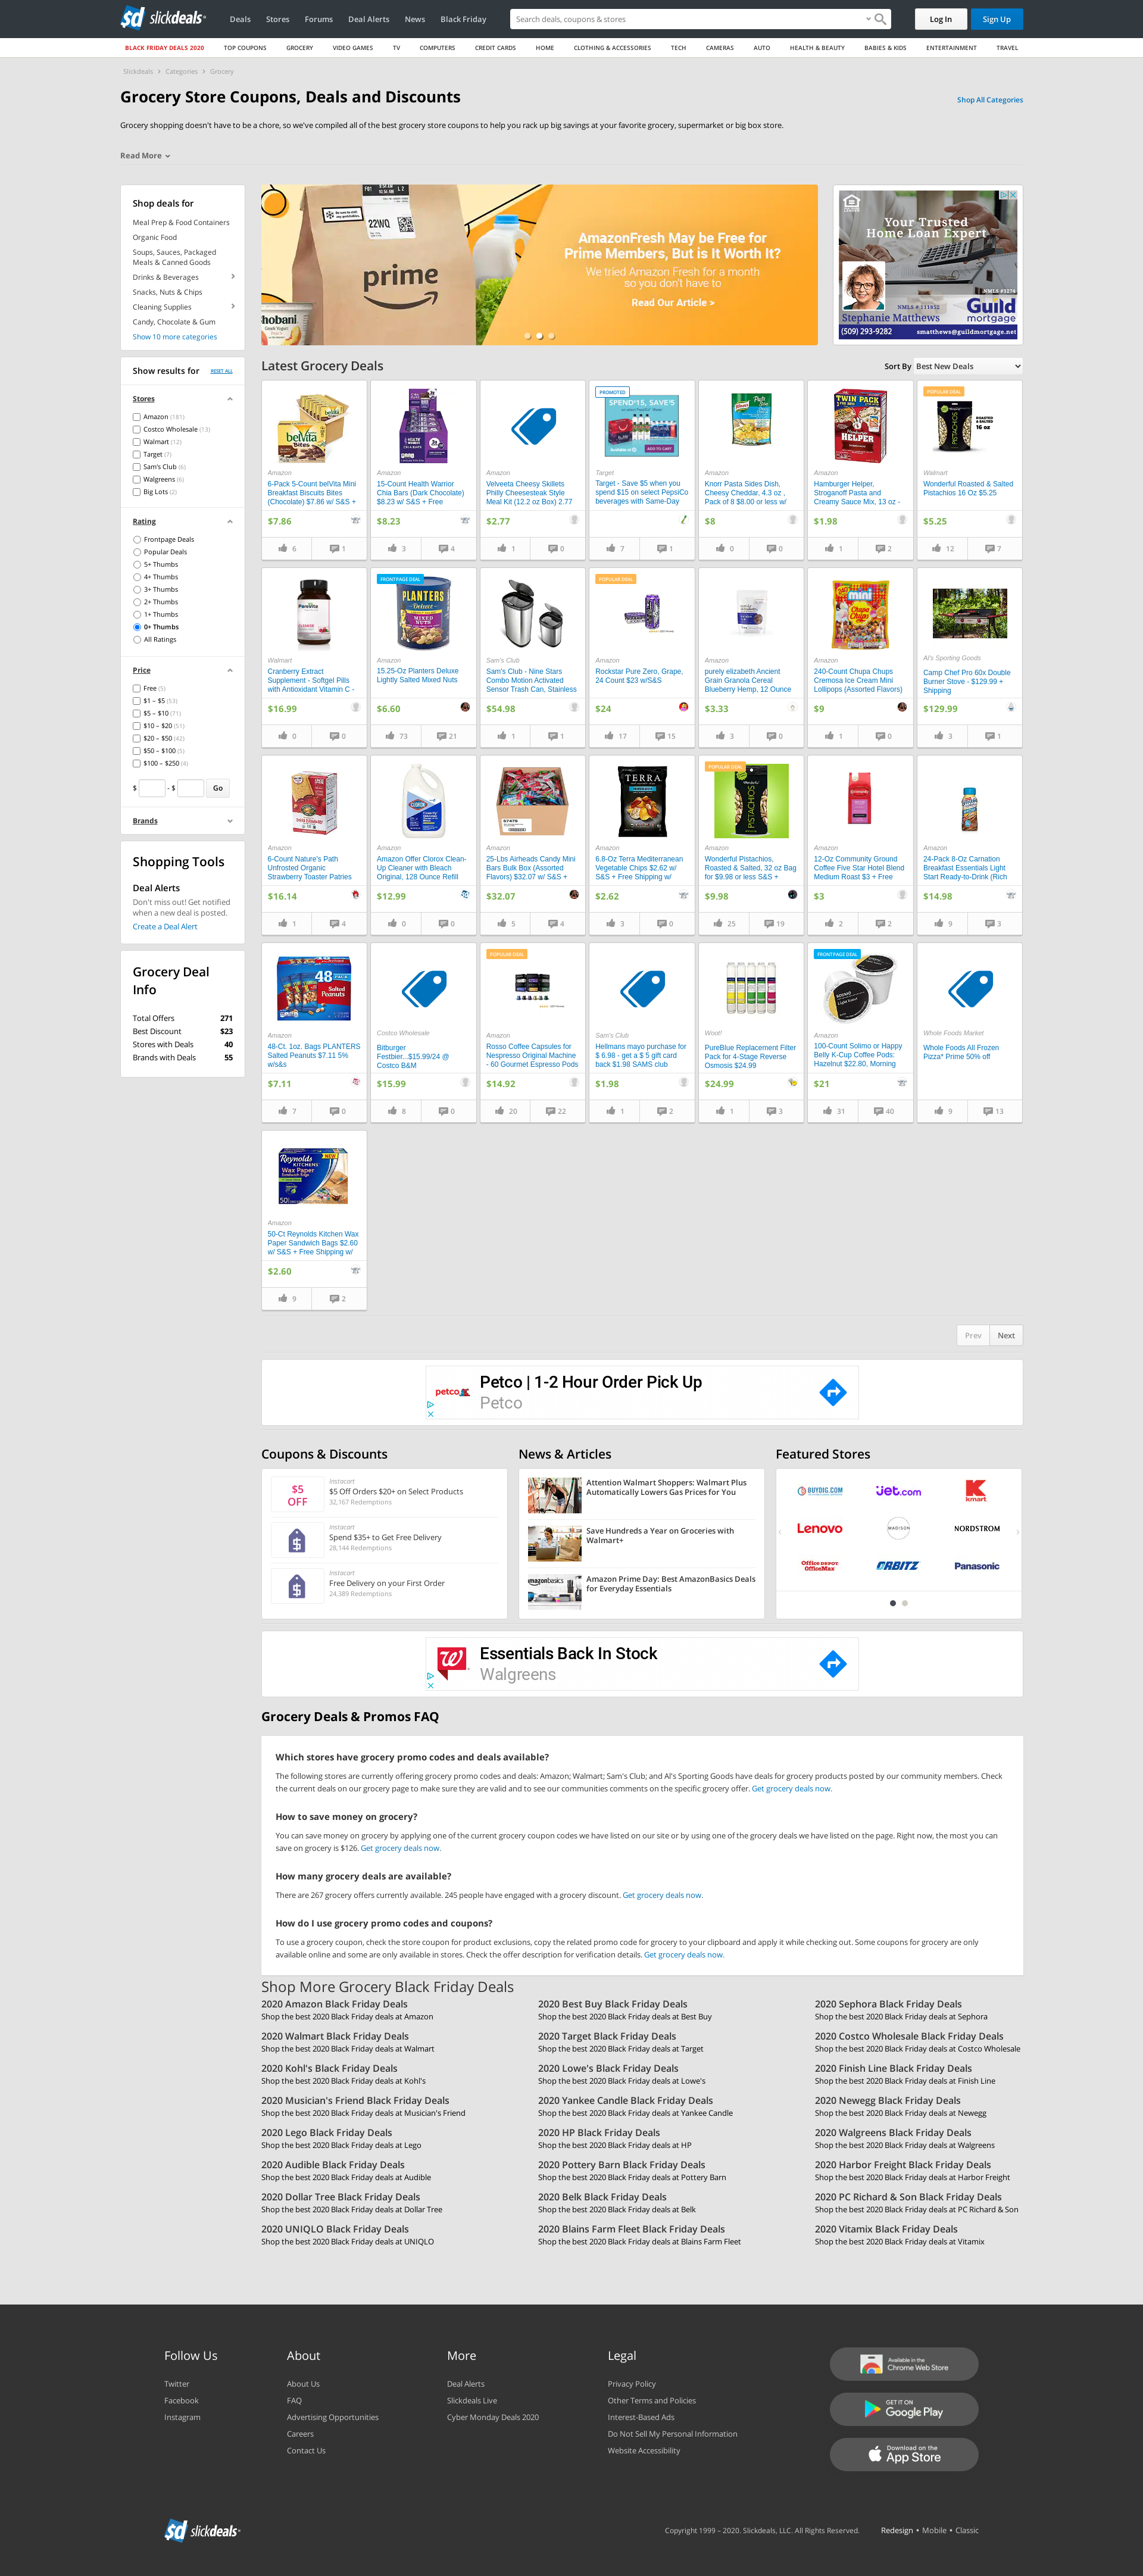 slickdeals
Deals
Stores
Forums
Deal Alerts
News
Black Friday
Search deals, coupons & stores
Log In
Sign Up
BLACK FRIDAY DEALS 2020
TOP COUPONS
GROCERY
VIDEO GAMES
TV
COMPUTERS
CREDIT CARDS
HOME
CLOTHING & ACCESSORIES
TECH
CAMERAS
AUTO
HEALTH & BEAUTY
BABIES & KIDS
ENTERTAINMENT
TRAVEL
Slickdeals > Categories > Grocery
Grocery Store Coupons, Deals and Discounts
Shop All Categories
Grocery shopping doesn't have to be a chore, so we've compiled all of the best grocery store coupons to help you rack up big savings at your favorite grocery, supermarket or big box store.
Read More
Shop deals for
Meal Prep & Food Containers
Organic Food
Soups, Sauces, Packaged
Meals & Canned Goods
Drinks & Beverages
Snacks, Nuts & Chips
Cleaning Supplies
Candy, Chocolate & Gum
Show 10 more categories
Show results for
RESET ALL
Stores
Amazon (181)
Costco Wholesale (13)
Walmart (12)
Target (7)
Sam's Club (6)
Walgreens (6)
Big Lots (2)
Rating
Frontpage Deals
Popular Deals
5+ Thumbs
4+ Thumbs
3+ Thumbs
2+ Thumbs
1+ Thumbs
0+ Thumbs
All Ratings
Price
Free (5)
$1 – $5 (53)
$5 – $10 (71)
$10 – $20 (51)
$20 – $50 (42)
$50 – $100 (5)
$100 – $250 (4)
$ - $ Go
Brands
Shopping Tools
Deal Alerts
Don't miss out! Get notified
when a new deal is posted.
Create a Deal Alert
Grocery Deal
Info
Total Offers 271
Best Discount $23
Stores with Deals 40
Brands with Deals 55
22WQ
prime
hobani
AmazonFresh May be Free for
Prime Members, But is It Worth It?
We tried Amazon Fresh for a month
so you don't have to
Read Our Article >
Your Trusted
Home Loan Expert
NMLS #3274
NMLS # 111832
Stephanie Matthews
Guild
mortgage
(509) 293-9282
smatthews@guildmortgage.net
Latest Grocery Deals
Sort By Best New Deals
Amazon
6-Pack 5-Count belVita Mini
Breakfast Biscuits Bites
(Chocolate) $7.86 w/ S&S +
$7.86
6
1
Amazon
15-Count Health Warrior
Chia Bars (Dark Chocolate)
$8.23 w/ S&S + Free
$8.23
3
4
Amazon
Velveeta Cheesy Skillets
Philly Cheesesteak Style
Meal Kit (12.2 oz Box) 2.77
$2.77
1
0
PROMOTED
SPEND $15, SAVE $5
Target
Target - Save $5 when you
spend $15 on select PepsiCo
beverages with Same-Day
7
1
Amazon
Knorr Pasta Sides Dish,
Cheesy Cheddar, 4.3 oz ,
Pack of 8 $8.00 or less w/
$8
0
0
TWIN PACK
HELPER
Amazon
Hamburger Helper,
Stroganoff Pasta and
Creamy Sauce Mix, 13 oz -
$1.98
1
2
POPULAR DEAL
ROASTED
& SALTED
16 oz
Walmart
Wonderful Roasted & Salted
Pistachios 16 Oz $5.25
$5.25
12
7
Walmart
Cranberry Extract
Supplement - Softgel Pills
with Antioxidant Vitamin C -
$16.99
0
0
FRONTPAGE DEAL
PLANTERS
Deluxe
MIXED
NUTS
Amazon
15.25-Oz Planters Deluxe
Lightly Salted Mixed Nuts
$6.60
73
21
Sam's Club
Sam's Club - Nine Stars
Combo Motion Activated
Sensor Trash Can, Stainless
$54.98
1
1
POPULAR DEAL
Amazon
Rockstar Pure Zero, Grape,
24 Count $23 w/S&S
$24
17
15
Amazon
purely elizabeth Ancient
Grain Granola Cereal
Blueberry Hemp, 12 Ounce
$3.33
3
0
mini
Chupa
Chups
Amazon
240-Count Chupa Chups
Cremosa Ice Cream Mini
Lollipops (Assorted Flavors)
$9
1
0
Al's Sporting Goods
Camp Chef Pro 60x Double
Burner Stove - $129.99 +
Shipping
$129.99
3
1
Amazon
6-Count Nature's Path
Unfrosted Organic
Strawberry Toaster Patries
$16.14
1
4
CLOROX
Amazon
Amazon Offer Clorox Clean-
Up Cleaner with Bleach
Original, 128 Ounce Refill
$12.99
0
0
Amazon
25-Lbs Airheads Candy Mini
Bars Bulk Box (Assorted
Flavors) $32.07 w/ S&S +
$32.07
5
4
TERRA
Amazon
6.8-Oz Terra Mediterranean
Vegetable Chips $2.62 w/
S&S + Free Shipping w/
$2.62
3
0
POPULAR DEAL
PISTACHIOS
Amazon
Wonderful Pistachios,
Roasted & Salted, 32 oz Bag
for $9.98 or less S&S +
$9.98
25
19
Amazon
12-Oz Community Ground
Coffee Five Star Hotel Blend
Medium Roast $3 + Free
$3
2
2
Amazon
24-Pack 8-Oz Carnation
Breakfast Essentials Light
Start Ready-to-Drink (Rich
$14.98
9
3
48
Salted
Peanuts
Amazon
48-Ct. 1oz. Bags PLANTERS
Salted Peanuts $7.11 5%
w/s&s
$7.11
7
0
Costco Wholesale
Bitburger
Festbier...$15.99/24 @
Costco B&M
$15.99
8
0
POPULAR DEAL
Amazon
Rosso Coffee Capsules for
Nespresso Original Machine
- 60 Gourmet Espresso Pods
$14.92
20
22
Sam's Club
Hellmans mayo purchase for
$ 6.98 - get a $ 5 gift card
back $1.98 SAMS club
$1.98
1
2
Woot!
PureBlue Replacement Filter
Pack for 4-Stage Reverse
Osmosis $24.99
$24.99
1
3
FRONTPAGE DEAL
Amazon
100-Count Solimo or Happy
Belly K-Cup Coffee Pods:
Hazelnut $22.80, Morning
$21
31
40
Whole Foods Market
Whole Foods All Frozen
Pizza* Prime 50% off
9
13
Reynolds
KITCHENS
Wax Paper
50
Amazon
50-Ct Reynolds Kitchen Wax
Paper Sandwich Bags $2.60
w/ S&S + Free Shipping w/
$2.60
9
2
Prev
Next
petco
Petco | 1-2 Hour Order Pick Up
Petco
Coupons & Discounts
$5
OFF
Instacart
$5 Off Orders $20+ on Select Products
32,167 Redemptions
Instacart
Spend $35+ to Get Free Delivery
28,144 Redemptions
Instacart
Free Delivery on your First Order
24,389 Redemptions
News & Articles
Attention Walmart Shoppers: Walmart Plus
Automatically Lowers Gas Prices for You
Save Hundreds a Year on Groceries with
Walmart+
amazonbasics
Amazon Prime Day: Best AmazonBasics Deals
for Everyday Essentials
Featured Stores
BUYDIG.COM
Jet.com
kmart
Lenovo
MADISON
NORDSTROM
Office DEPOT
OfficeMax
ORBITZ
Panasonic
Essentials Back In Stock
Walgreens
Grocery Deals & Promos FAQ
Which stores have grocery promo codes and deals available?
The following stores are currently offering grocery promo codes and deals: Amazon; Walmart; Sam's Club; and Al's Sporting Goods have deals for grocery products posted by our community members. Check
the current deals on our grocery page to make sure they are valid and to see our communities comments on the specific grocery offer. Get grocery deals now.
How to save money on grocery?
You can save money on grocery by applying one of the current grocery coupon codes we have listed on our site or by using one of the grocery deals we have listed on the page. Right now, the most you can
save on grocery is $126. Get grocery deals now.
How many grocery deals are available?
There are 267 grocery offers currently available. 245 people have engaged with a grocery discount. Get grocery deals now.
How do I use grocery promo codes and coupons?
To use a grocery coupon, check the store coupon for product exclusions, copy the related promo code for grocery to your clipboard and apply it while checking out. Some coupons for grocery are only
available online and some are only available in stores. Check the offer description for verification details. Get grocery deals now.
Shop More Grocery Black Friday Deals
2020 Amazon Black Friday Deals
Shop the best 2020 Black Friday deals at Amazon
2020 Best Buy Black Friday Deals
Shop the best 2020 Black Friday deals at Best Buy
2020 Sephora Black Friday Deals
Shop the best 2020 Black Friday deals at Sephora
2020 Walmart Black Friday Deals
Shop the best 2020 Black Friday deals at Walmart
2020 Target Black Friday Deals
Shop the best 2020 Black Friday deals at Target
2020 Costco Wholesale Black Friday Deals
Shop the best 2020 Black Friday deals at Costco Wholesale
2020 Kohl's Black Friday Deals
Shop the best 2020 Black Friday deals at Kohl's
2020 Lowe's Black Friday Deals
Shop the best 2020 Black Friday deals at Lowe's
2020 Finish Line Black Friday Deals
Shop the best 2020 Black Friday deals at Finish Line
2020 Musician's Friend Black Friday Deals
Shop the best 2020 Black Friday deals at Musician's Friend
2020 Yankee Candle Black Friday Deals
Shop the best 2020 Black Friday deals at Yankee Candle
2020 Newegg Black Friday Deals
Shop the best 2020 Black Friday deals at Newegg
2020 Lego Black Friday Deals
Shop the best 2020 Black Friday deals at Lego
2020 HP Black Friday Deals
Shop the best 2020 Black Friday deals at HP
2020 Walgreens Black Friday Deals
Shop the best 2020 Black Friday deals at Walgreens
2020 Audible Black Friday Deals
Shop the best 2020 Black Friday deals at Audible
2020 Pottery Barn Black Friday Deals
Shop the best 2020 Black Friday deals at Pottery Barn
2020 Harbor Freight Black Friday Deals
Shop the best 2020 Black Friday deals at Harbor Freight
2020 Dollar Tree Black Friday Deals
Shop the best 2020 Black Friday deals at Dollar Tree
2020 Belk Black Friday Deals
Shop the best 2020 Black Friday deals at Belk
2020 PC Richard & Son Black Friday Deals
Shop the best 2020 Black Friday deals at PC Richard & Son
2020 UNIQLO Black Friday Deals
Shop the best 2020 Black Friday deals at UNIQLO
2020 Blains Farm Fleet Black Friday Deals
Shop the best 2020 Black Friday deals at Blains Farm Fleet
2020 Vitamix Black Friday Deals
Shop the best 2020 Black Friday deals at Vitamix
Follow Us
Twitter
Facebook
Instagram
About
About Us
FAQ
Advertising Opportunities
Careers
Contact Us
More
Deal Alerts
Slickdeals Live
Cyber Monday Deals 2020
Legal
Privacy Policy
Other Terms and Policies
Interest-Based Ads
Do Not Sell My Personal Information
Website Accessibility
Available in the
Chrome Web Store
GET IT ON
Google Play
Download on the
App Store
slickdeals
Copyright 1999 – 2020. Slickdeals, LLC. All Rights Reserved.
Redesign • Mobile • Classic